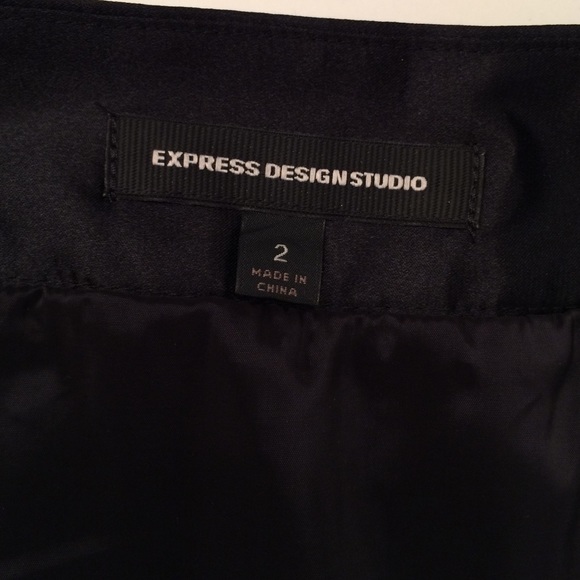 EXPRESS DESIGN STUDIO
2
MADE IN
CHINA